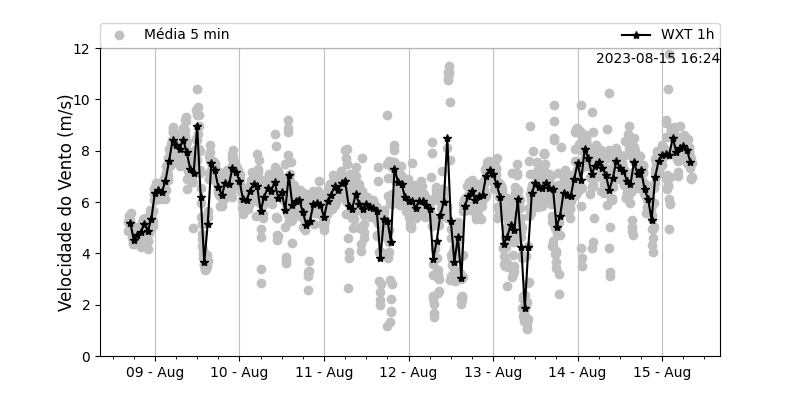 Média 5 min
WXT 1h
2023-08-15 16:24
Velocidade do Vento (m/s)
12
10
8
6
4
2
0
09 - Aug
10 - Aug
11 - Aug
12 - Aug
13 - Aug
14 - Aug
15 - Aug